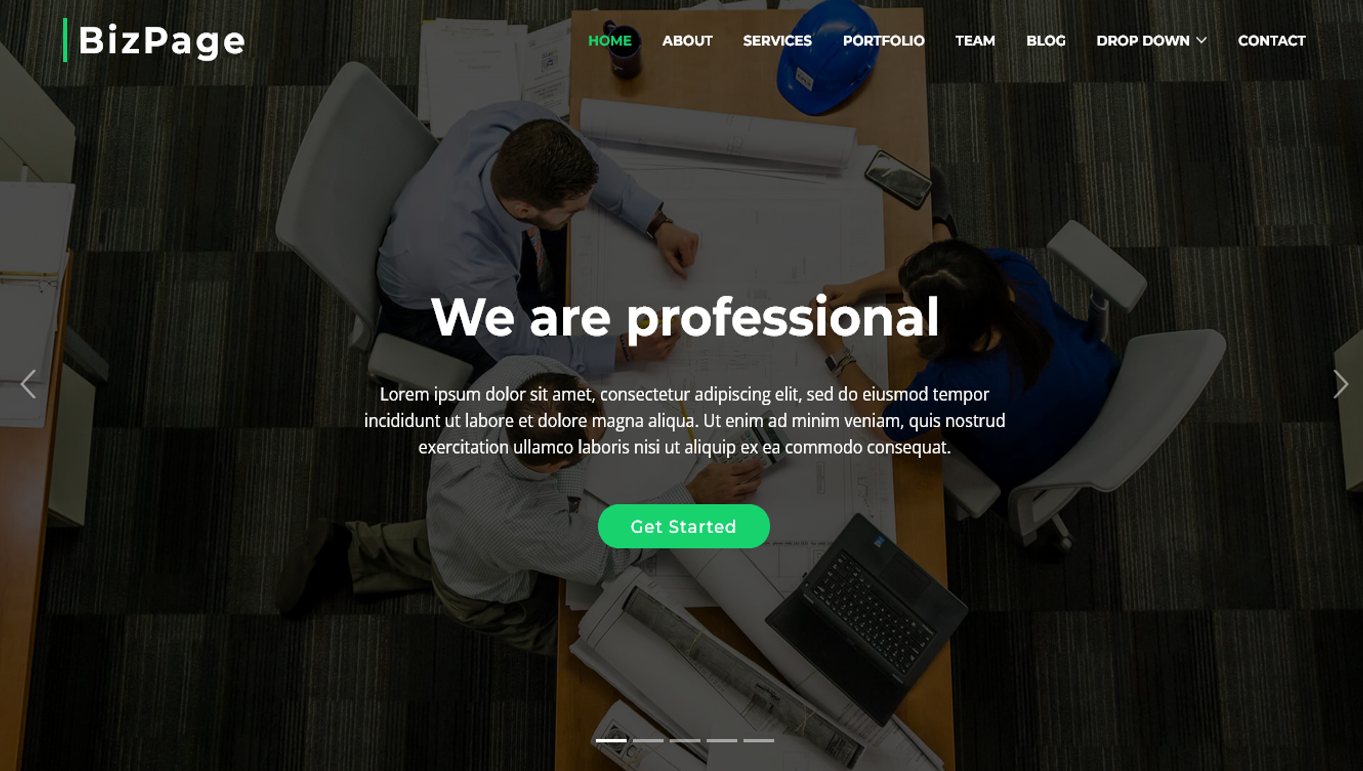 BizPage
HOME ABOUT SERVICES PORTFOLIO TEAM BLOG DROP DOWN CONTACT
We are professional
Lorem ipsum dolor sit amet, consectetur adipiscing elit, sed do eiusmod tempor
incididunt ut labore et dolore magna aliqua. Ut enim ad minim veniam, quis nostrud
exercitation ullamco laboris nisi ut aliquip ex ea commodo consequat.
Get Started